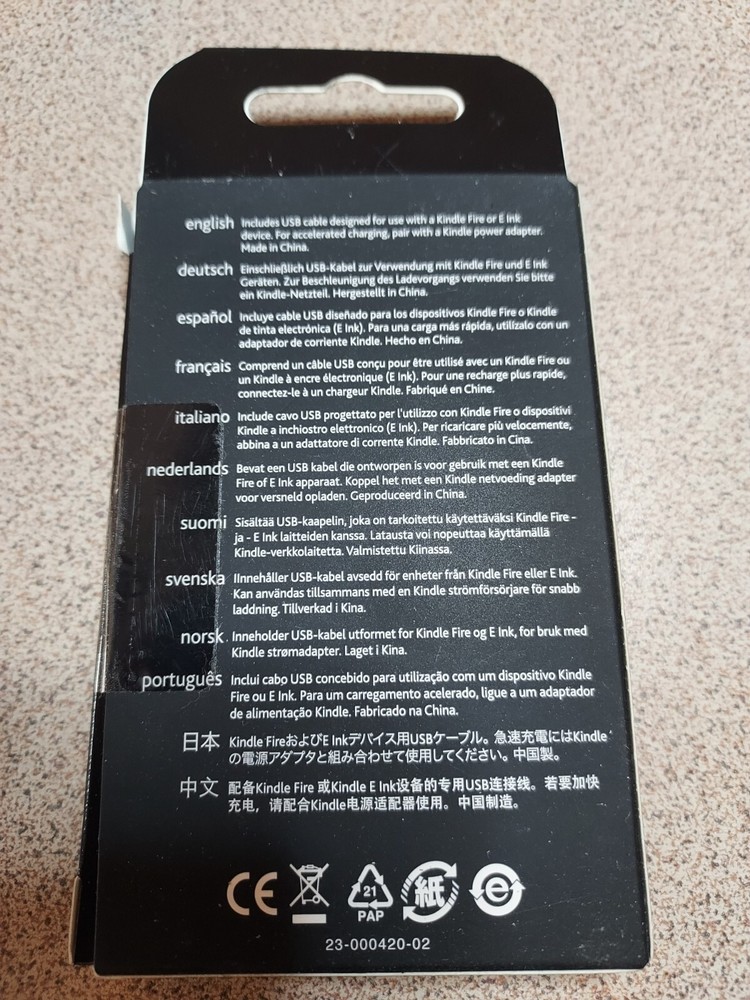 english Includes USB cable designed for use with a Kindle Fire or E Ink
device. For accelerated charging, pair with a Kindle power adapter.
Made in China.
deutsch Einschließlich USB-Kabel zur Verwendung mit Kindle Fire und E Ink
Geräten. Zur Beschleunigung des Ladevorgangs verwenden Sie bitte
ein Kindle-Netzteil. Hergestellt in China.
español Incluye cable USB diseñado para los dispositivos Kindle Fire o Kindle
de tinta electrónica (E Ink). Para una carga más rápida, utilízalo con un
adaptador de corriente Kindle. Hecho en China.
français Comprend un câble USB conçu pour être utilisé avec un Kindle Fire ou
un Kindle à encre électronique (E Ink). Pour une recharge plus rapide,
connectez-le à un chargeur Kindle. Fabriqué en Chine.
italiano Include cavo USB progettato per l'utilizzo con Kindle Fire o dispositivi
Kindle a inchiostro elettronico (E Ink). Per ricaricare più velocemente,
abbina a un adattatore di corrente Kindle. Fabbricato in Cina.
nederlands Bevat een USB kabel die ontworpen is voor gebruik met een Kindle
Fire of E Ink apparaat. Koppel het met een Kindle netvoeding adapter
voor versneld opladen. Geproduceerd in China.
suomi Sisältää USB-kaapelin, joka on tarkoitettu käytettäväksi Kindle Fire -
ja - E Ink laitteiden kanssa. Latausta voi nopeuttaa käyttämällä
Kindle-verkkolaitetta. Valmistettu Kiinassa.
svenska IInnehåller USB-kabel avsedd för enheter från Kindle Fire eller E Ink.
Kan användas tillsammans med en Kindle strömförsörjare för snabb
laddning. Tillverkad i Kina.
norsk Inneholder USB-kabel utformet for Kindle Fire og E Ink, for bruk med
Kindle strømadapter. Laget i Kina.
português Inclui cabo USB concebido para utilização com um dispositivo Kindle
Fire ou E Ink. Para um carregamento acelerado, ligue a um adaptador
de alimentação Kindle. Fabricado na China.
日本 Kindle FireおよびE Inkデバイス用USBケーブル。急速充電にはKindle
の電源アダプタと組み合わせて使用してください。中国製。
中文 配备Kindle Fire 或Kindle E Ink设备的专用USB连接线。若要加快
充电，请配合Kindle电源适配器使用。中国制造。
CE 21 紙 e
PAP
23-000420-02